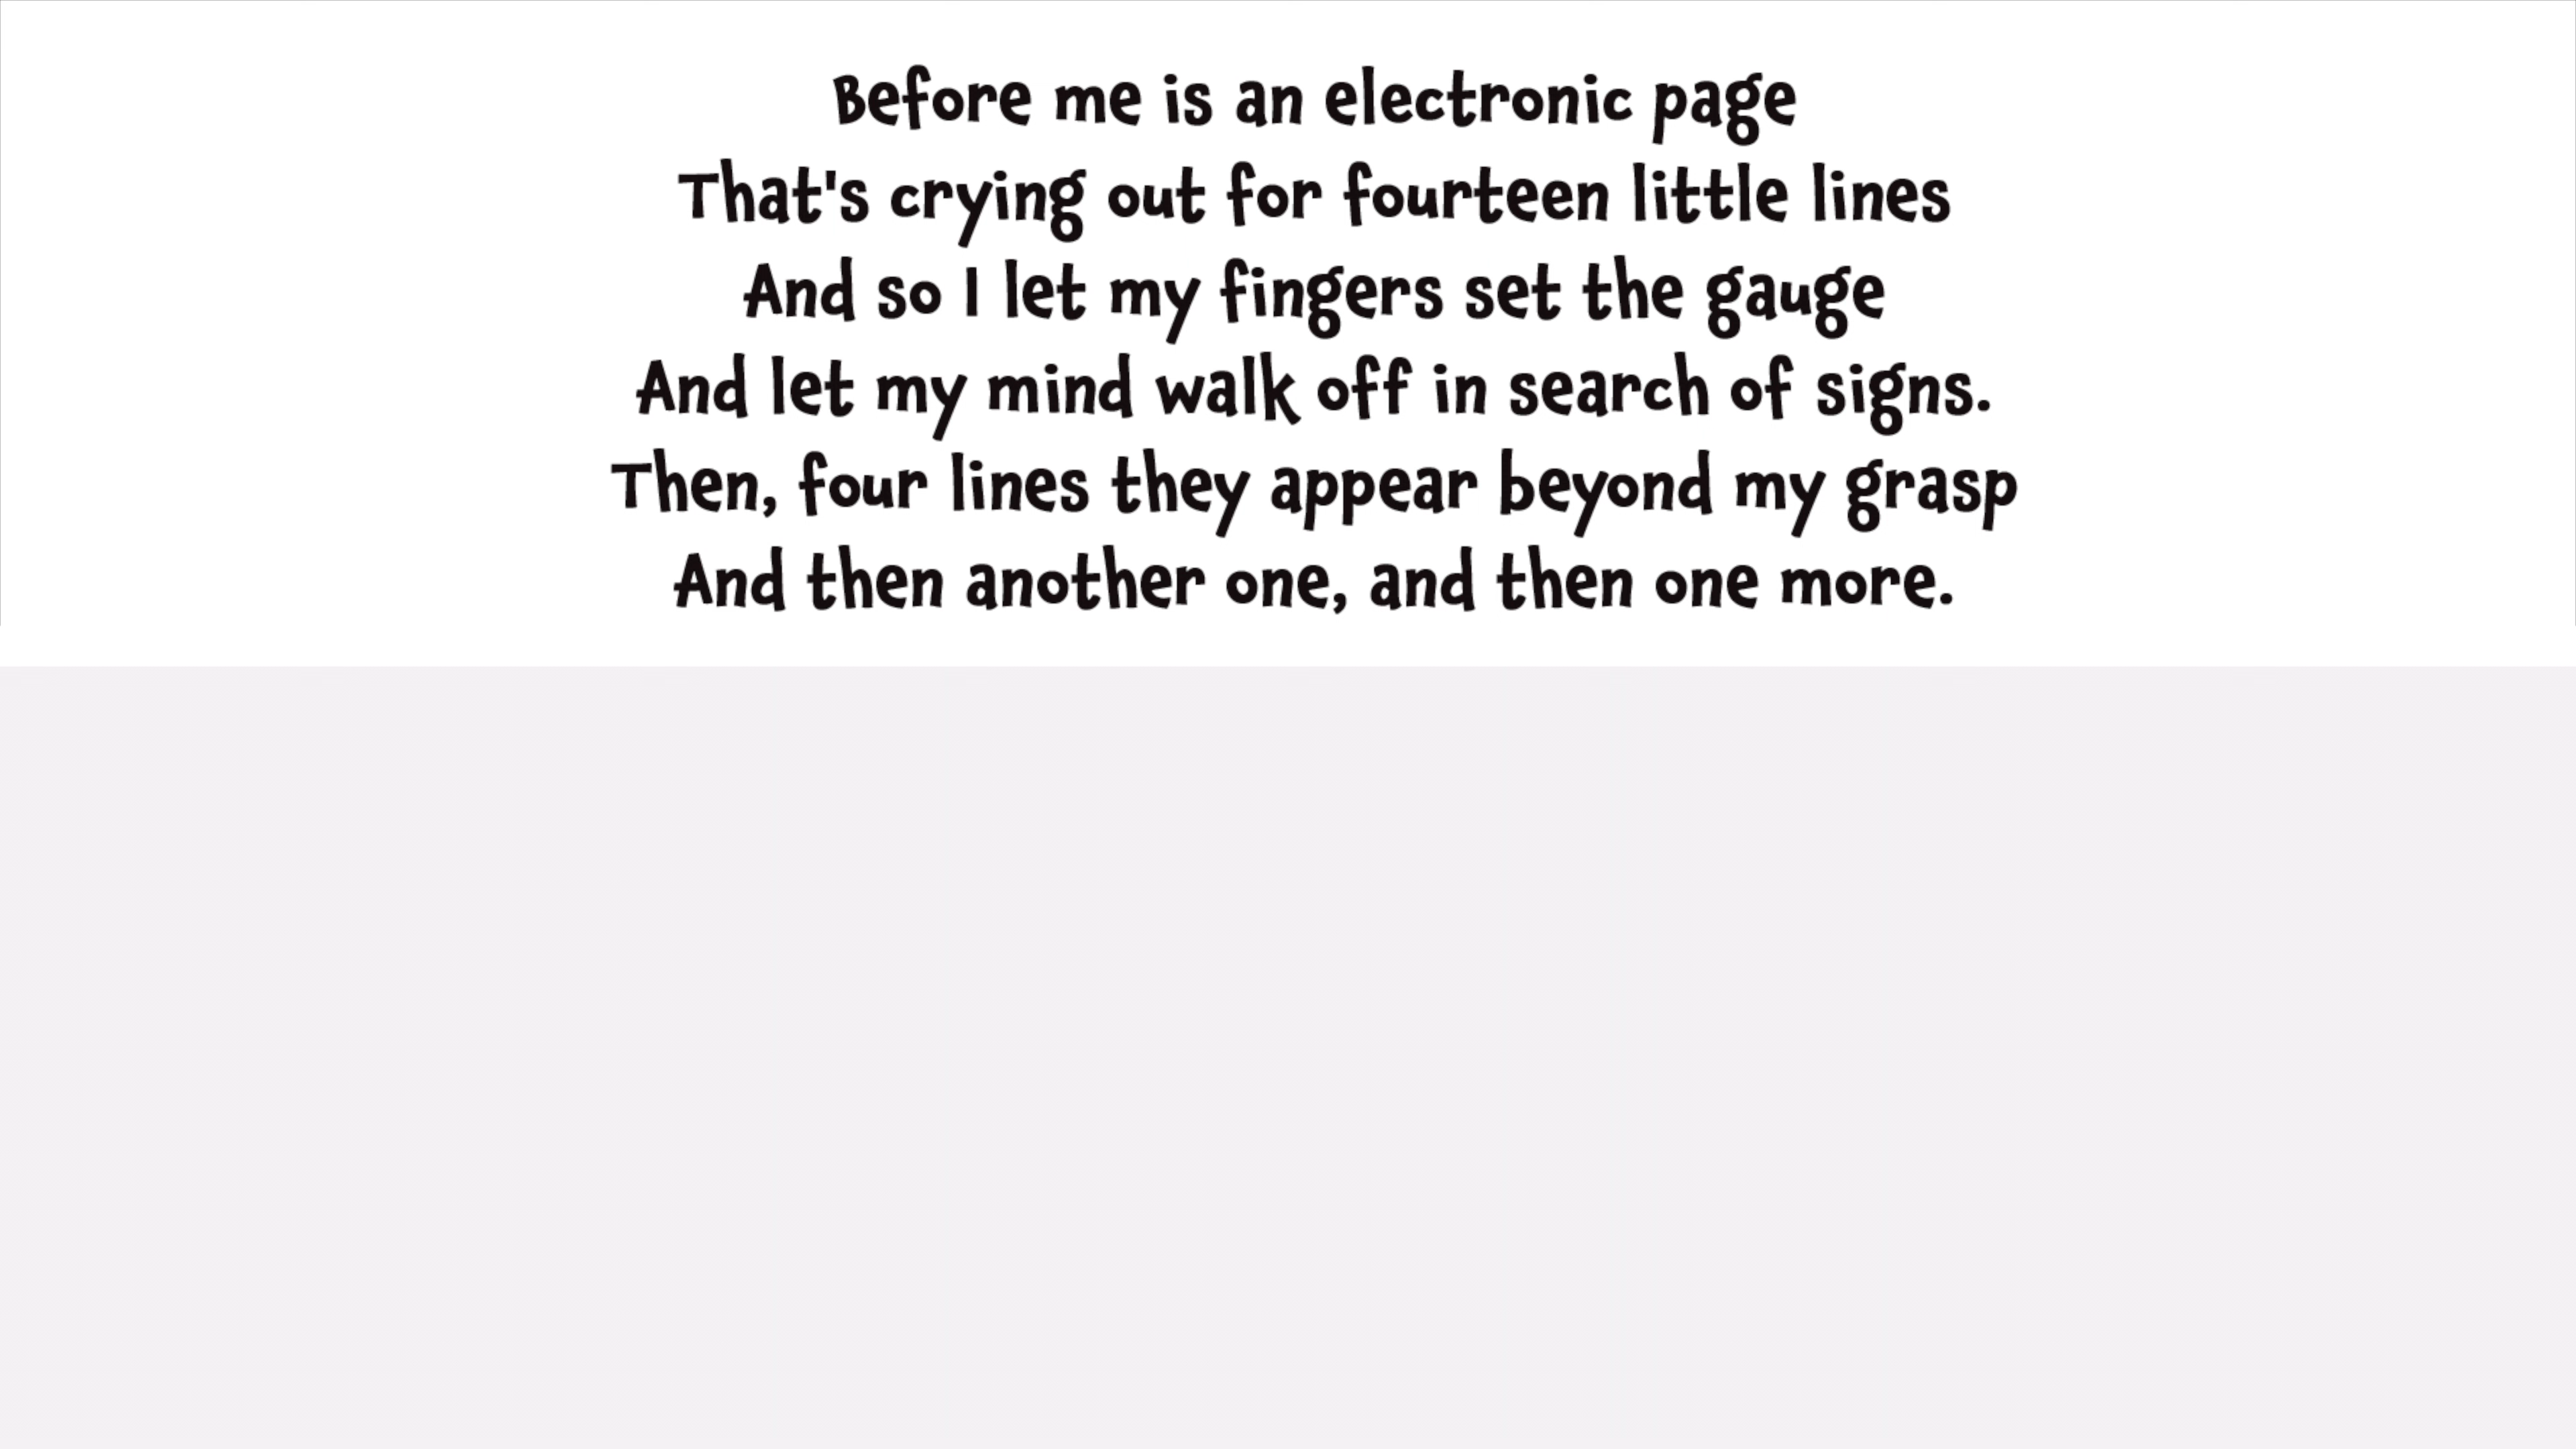 Before me is an electronic page
That's crying out for fourteen little lines
And so I let my fingers set the gauge
And let my mind walk off in search of signs.
Then, four lines they appear beyond my grasp
And then another one, and then one more.